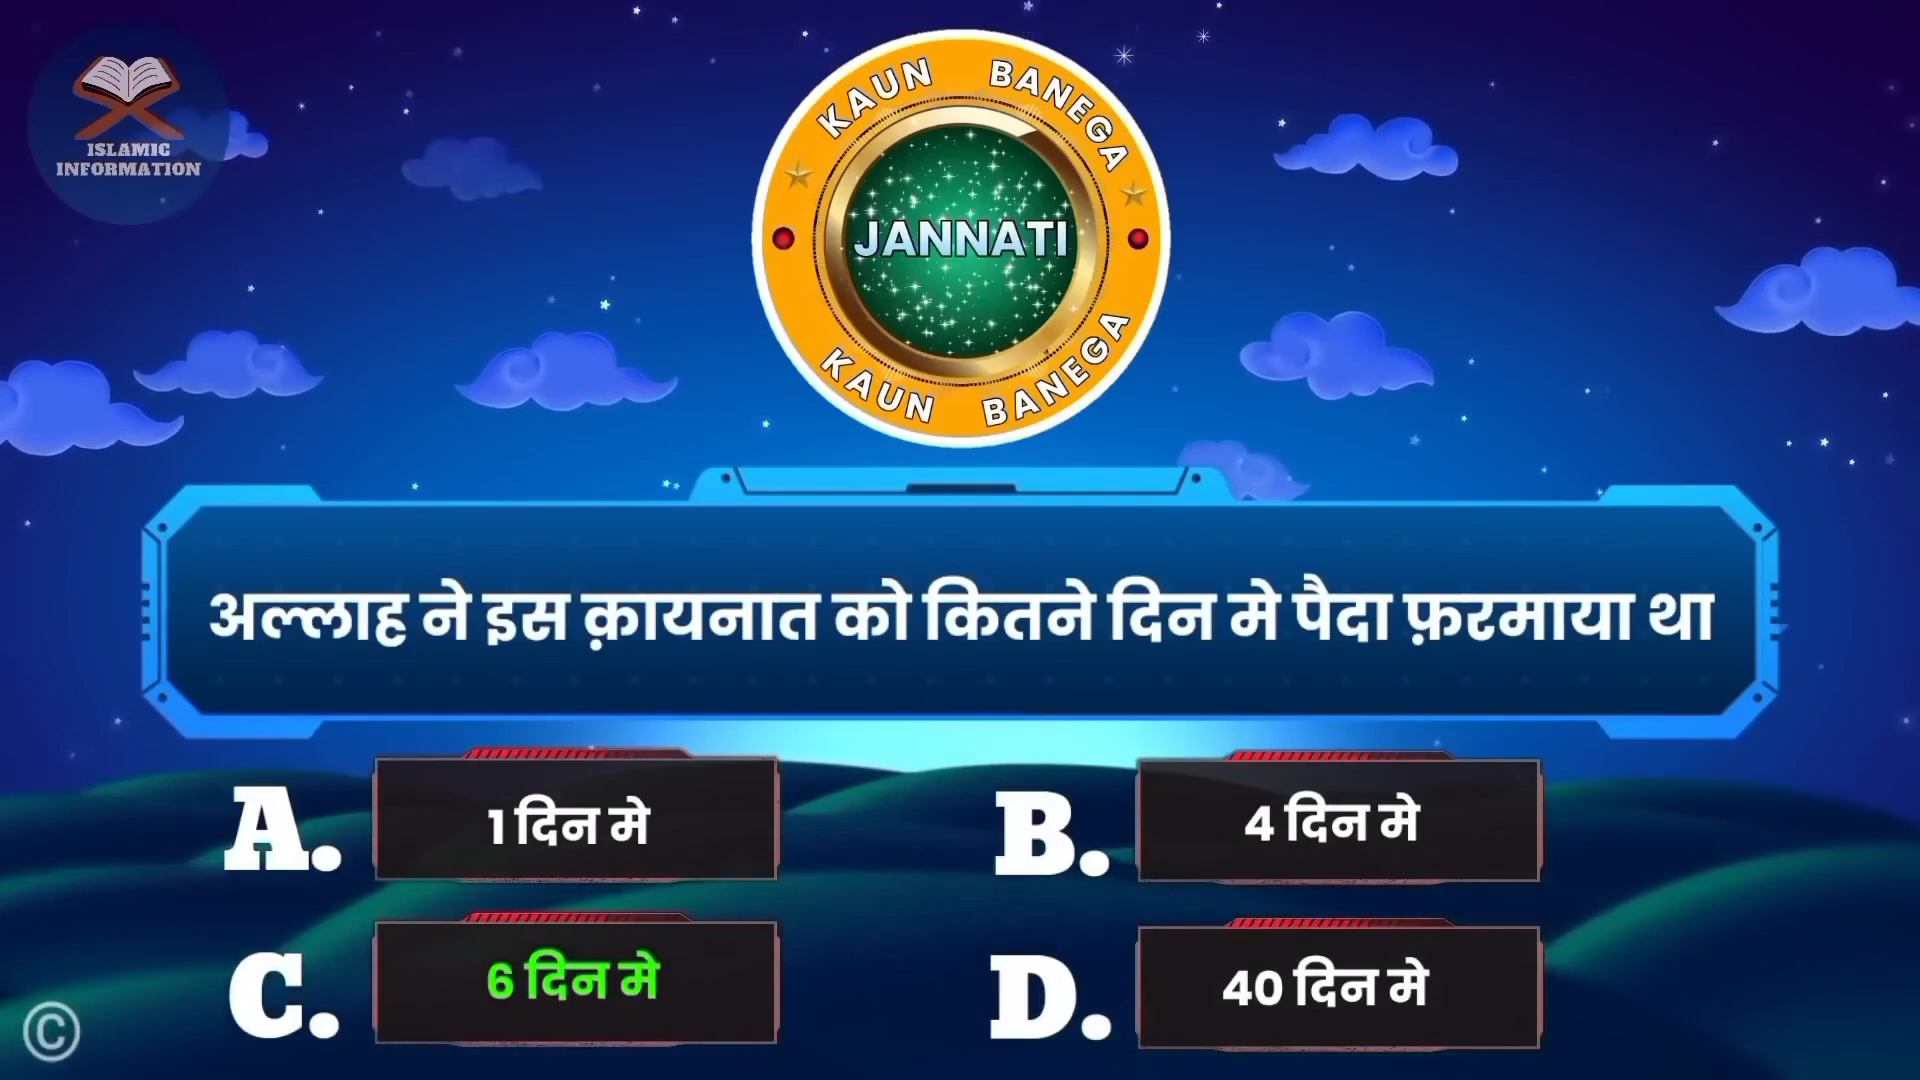 ISLAMIC
INFORMATION
KAUN BANEGA
JANNATI
KAUN BANEGA
अल्लाह ने इस क़ायनात को कितने दिन मे पैदा फ़रमाया था
A. 1 दिन मे
B. 4 दिन मे
C. 6 दिन मे
D. 40 दिन मे
©